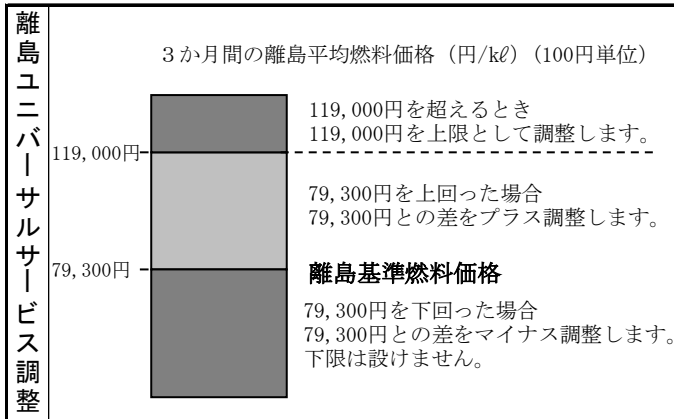 離島ユニバーサルサービス調整
３か月間の離島平均燃料価格（円/kℓ）(100円単位)
119,000円を超えるとき
119,000円を上限として調整します。
119,000円
79,300円を上回った場合
79,300円との差をプラス調整します。
79,300円
離島基準燃料価格
79,300円を下回った場合
79,300円との差をマイナス調整します。
下限は設けません。